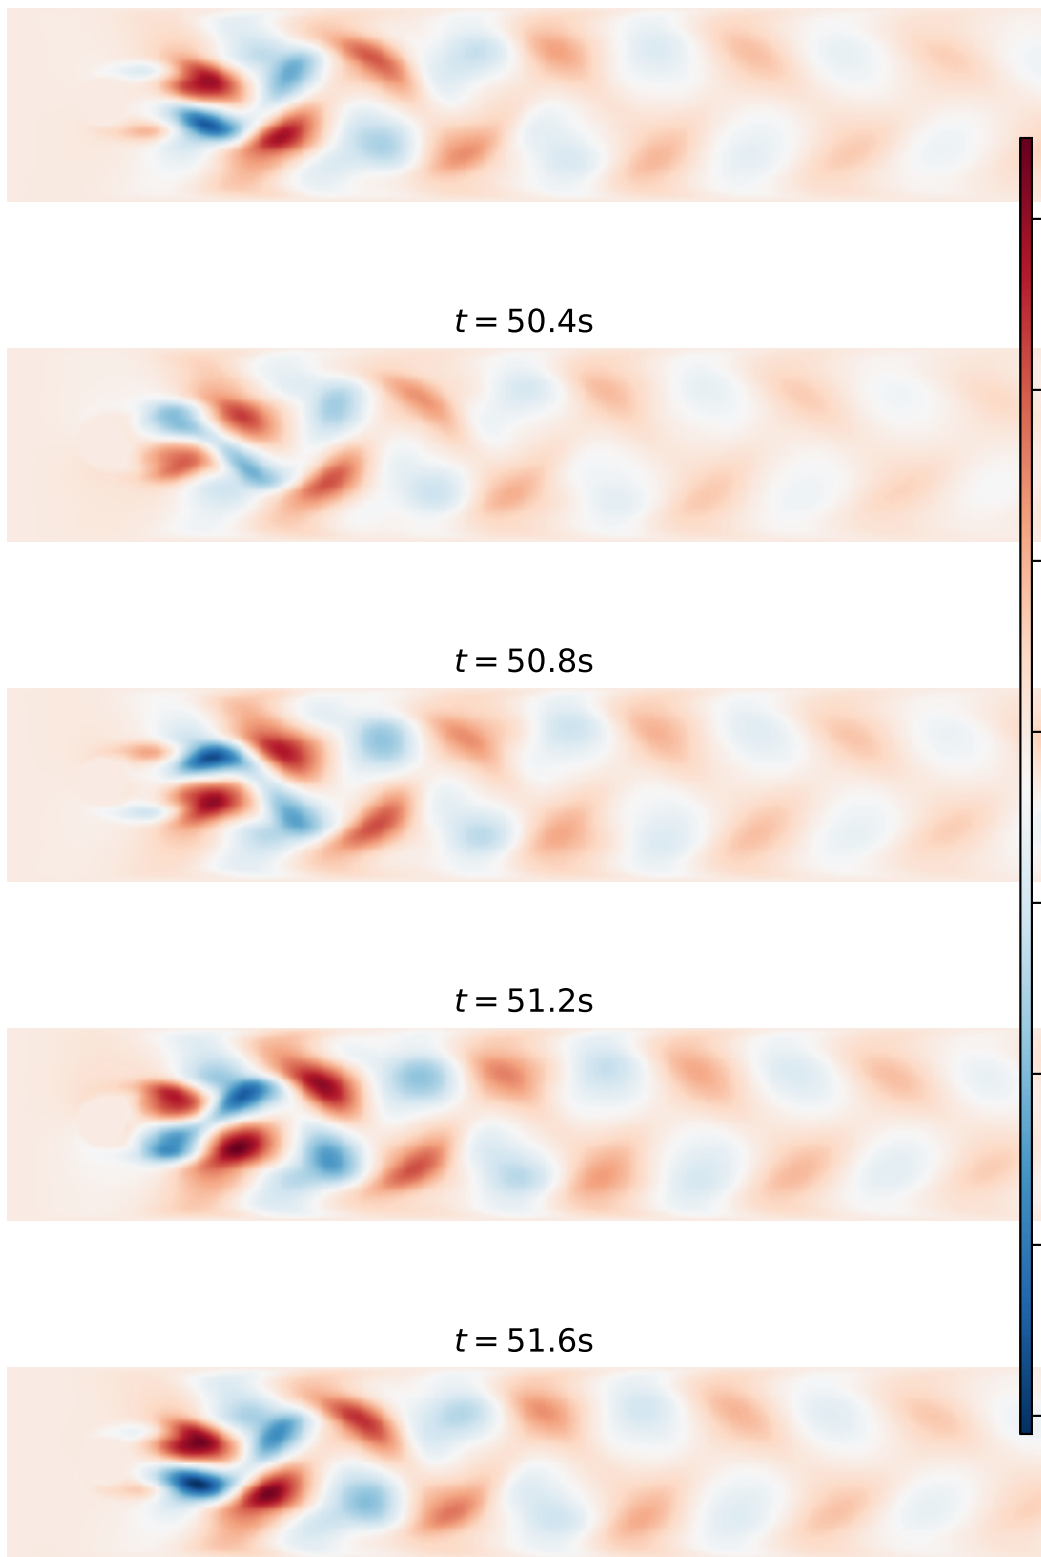 t = 50.4s
t = 50.8s
t = 51.2s
t = 51.6s